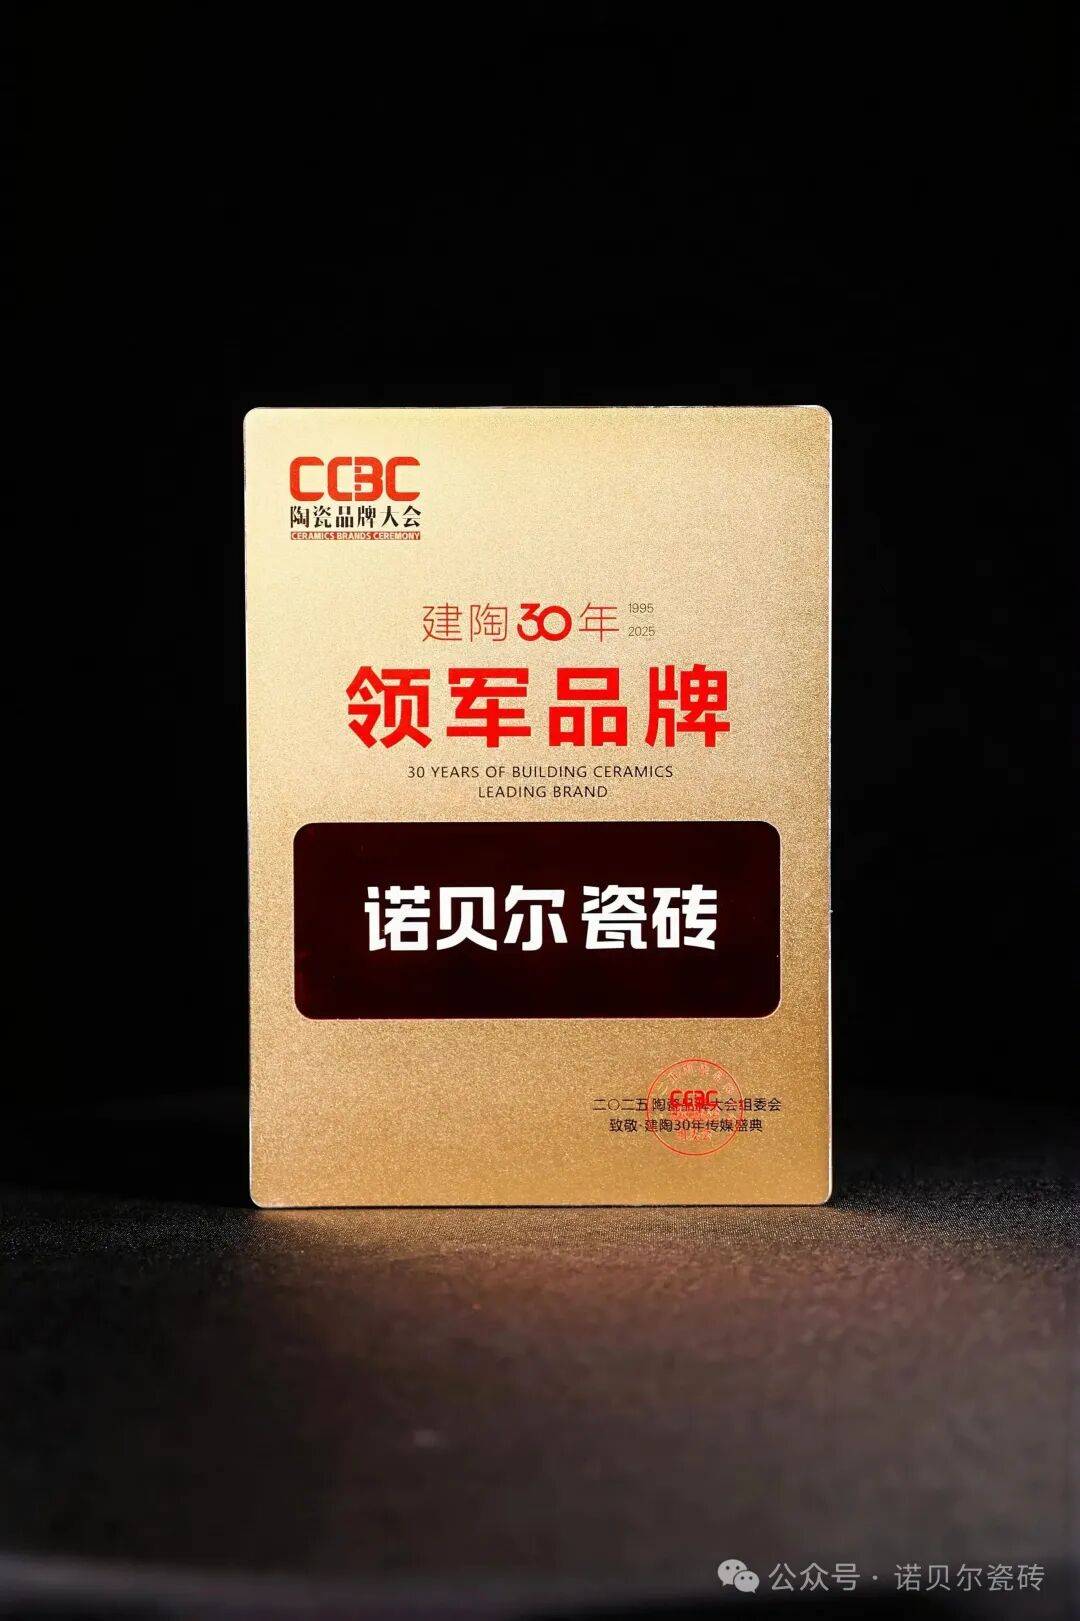 CCBC
陶瓷品牌大会
CERAMICS BRANDS CEREMONY
建陶30年 1995 2025
领军品牌
30 YEARS OF BUILDING CERAMICS
LEADING BRAND
诺贝尔 瓷砖
二〇二五 陶瓷品牌大会组委会
致敬·建陶30年传媒盛典
CCBC
公众号 · 诺贝尔瓷砖